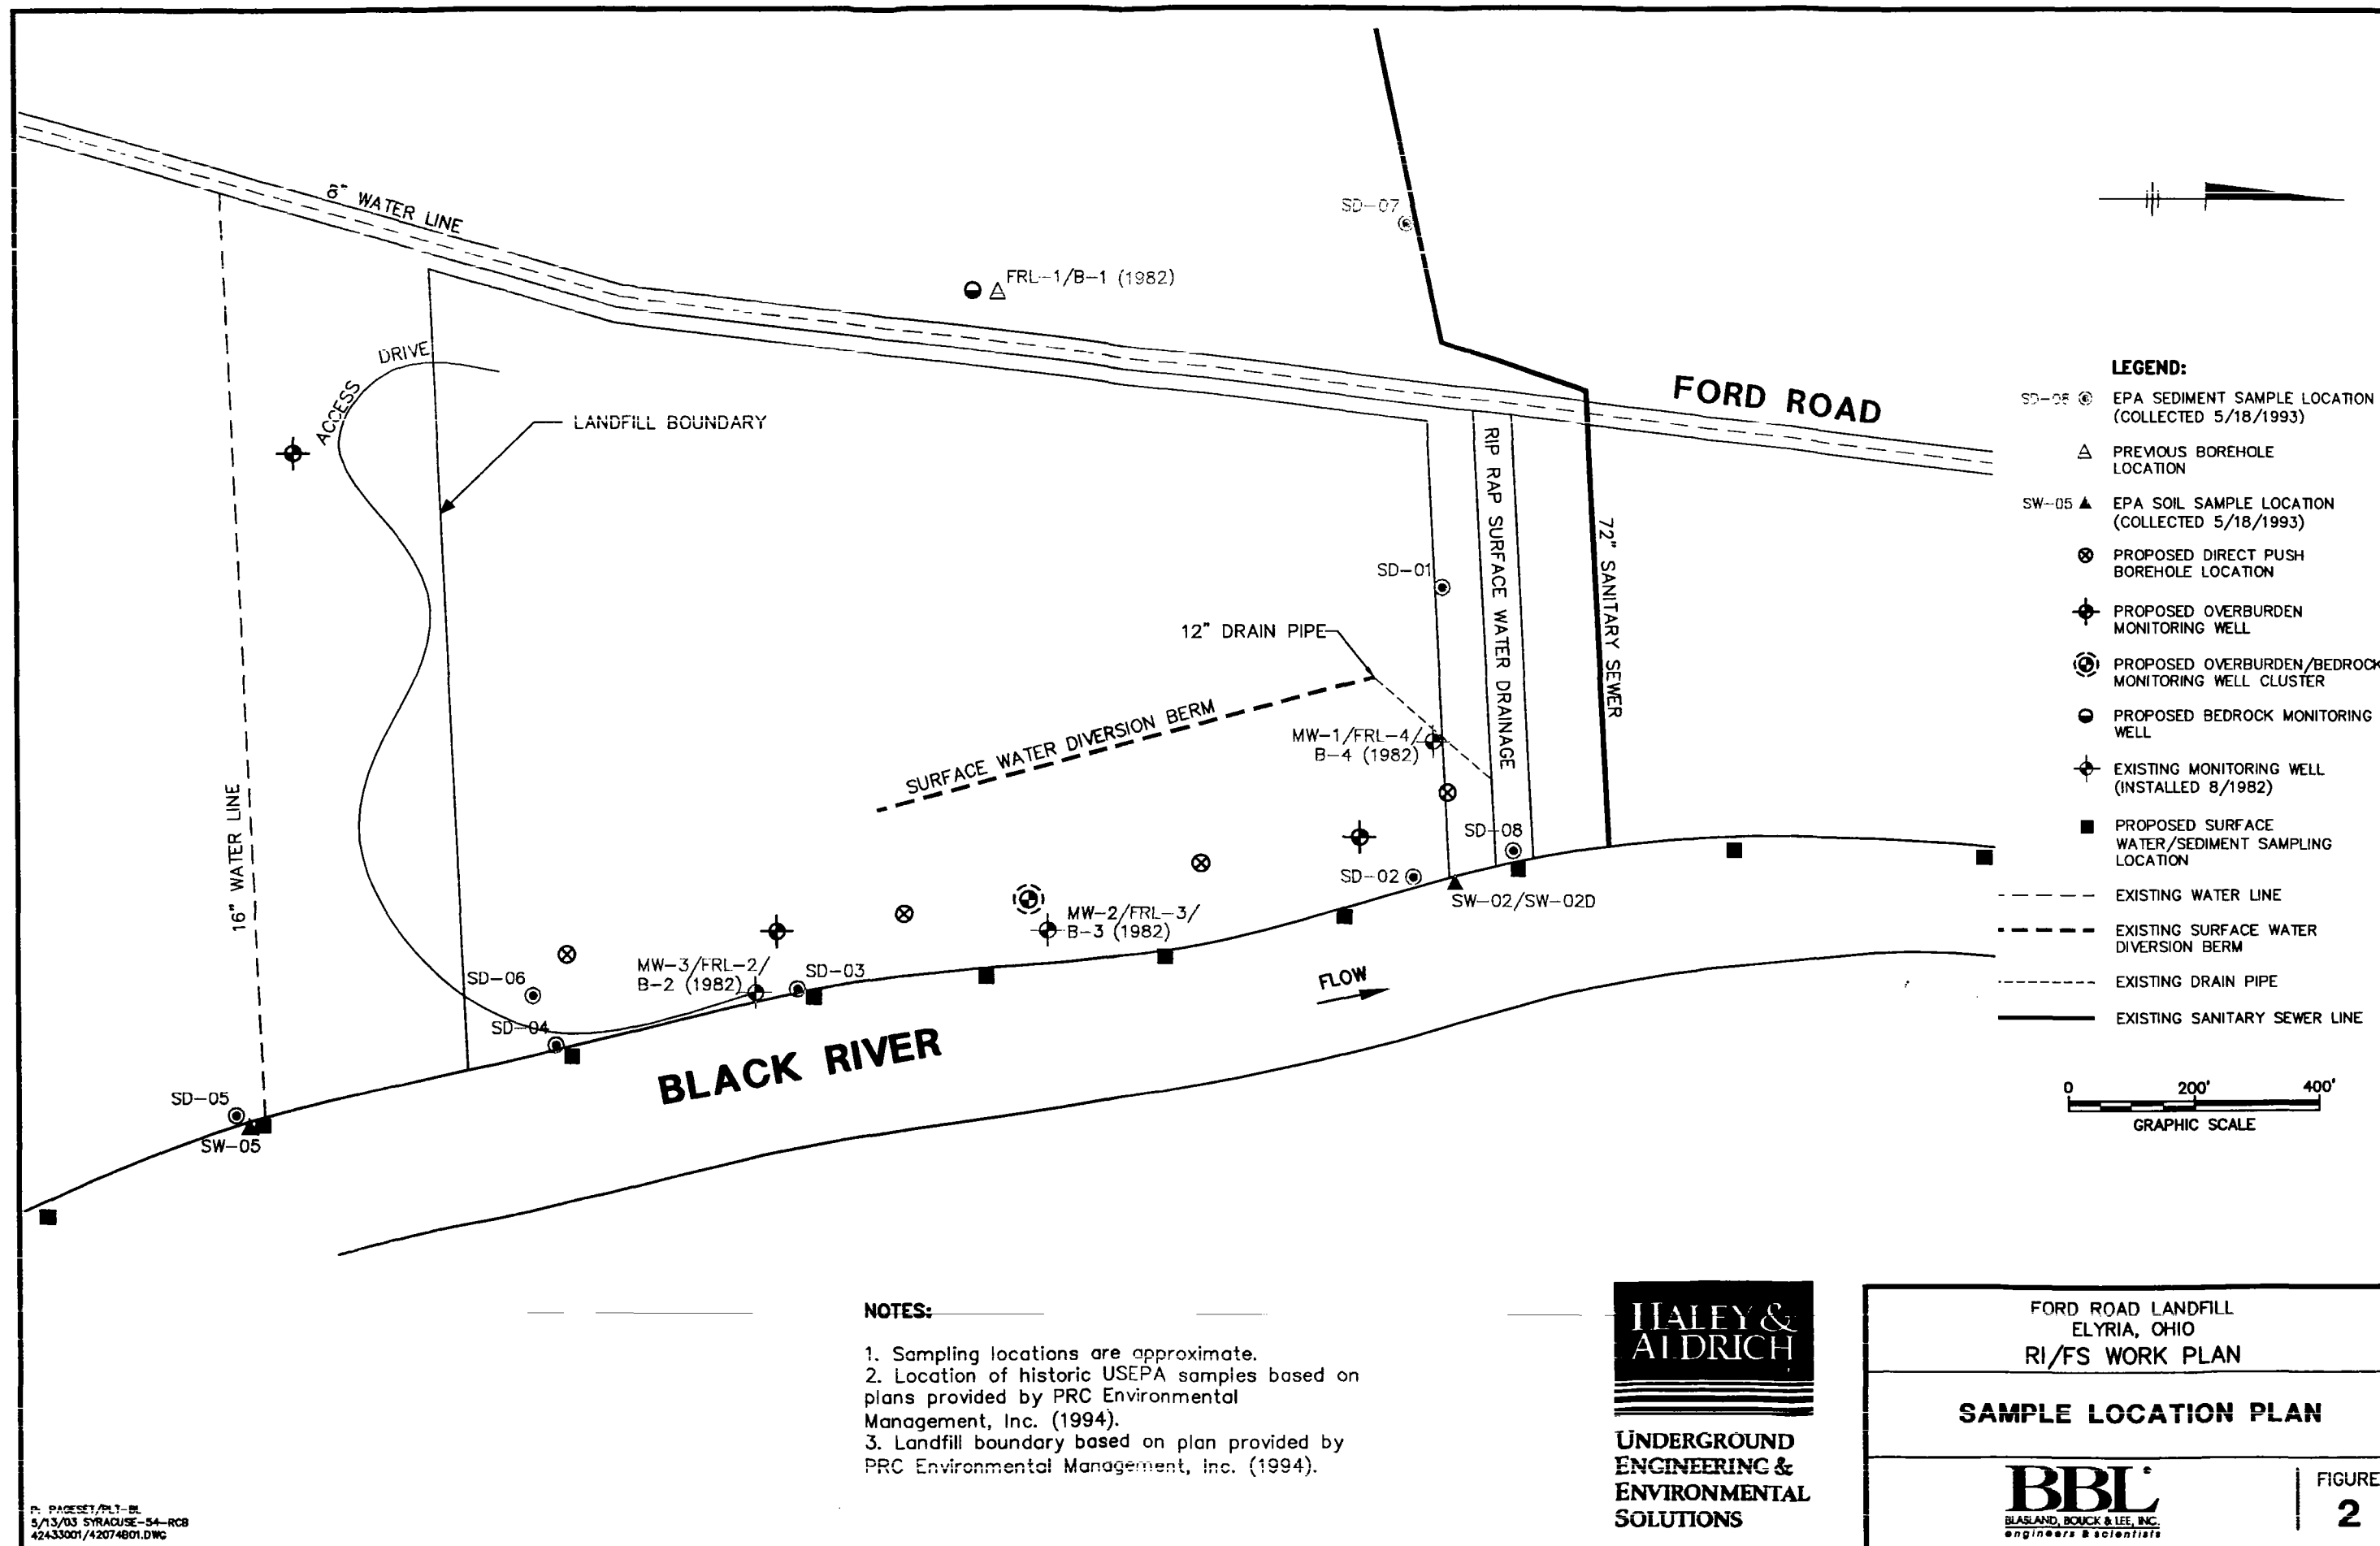 8" WATER LINE
SD-07
FRL-1/B-1 (1982)
ACCESS DRIVE
LANDFILL BOUNDARY
FORD ROAD
RIP RAP SURFACE WATER DRAINAGE
72" SANITARY SEWER
SD-01
12" DRAIN PIPE
SURFACE WATER DIVERSION BERM
MW-1/FRL-4/
B-4 (1982)
16" WATER LINE
SD-08
SD-02
SW-02/SW-02D
MW-2/FRL-3/
B-3 (1982)
MW-3/FRL-2/
B-2 (1982)
SD-03
SD-06
SD-04
FLOW
BLACK RIVER
SD-05
SW-05
LEGEND:
EPA SEDIMENT SAMPLE LOCATION
(COLLECTED 5/18/1993)
PREVIOUS BOREHOLE
LOCATION
SW-05 EPA SOIL SAMPLE LOCATION
(COLLECTED 5/18/1993)
PROPOSED DIRECT PUSH
BOREHOLE LOCATION
PROPOSED OVERBURDEN
MONITORING WELL
PROPOSED OVERBURDEN/BEDROCK
MONITORING WELL CLUSTER
PROPOSED BEDROCK MONITORING
WELL
EXISTING MONITORING WELL
(INSTALLED 8/1982)
PROPOSED SURFACE
WATER/SEDIMENT SAMPLING
LOCATION
EXISTING WATER LINE
EXISTING SURFACE WATER
DIVERSION BERM
EXISTING DRAIN PIPE
EXISTING SANITARY SEWER LINE
0 200' 400'
GRAPHIC SCALE
NOTES:
1. Sampling locations are approximate.
2. Location of historic USEPA samples based on
plans provided by PRC Environmental
Management, Inc. (1994).
3. Landfill boundary based on plan provided by
PRC Environmental Management, Inc. (1994).
HALEY &
ALDRICH
UNDERGROUND
ENGINEERING &
ENVIRONMENTAL
SOLUTIONS
FORD ROAD LANDFILL
ELYRIA, OHIO
RI/FS WORK PLAN
SAMPLE LOCATION PLAN
BBL
BLASLAND, BOUCK & LEE, INC.
engineers & scientists
FIGURE
2
P: PAGESET/PLT-BL
5/13/03 SYRACUSE-54-RCB
42433001/42074B01.DWG